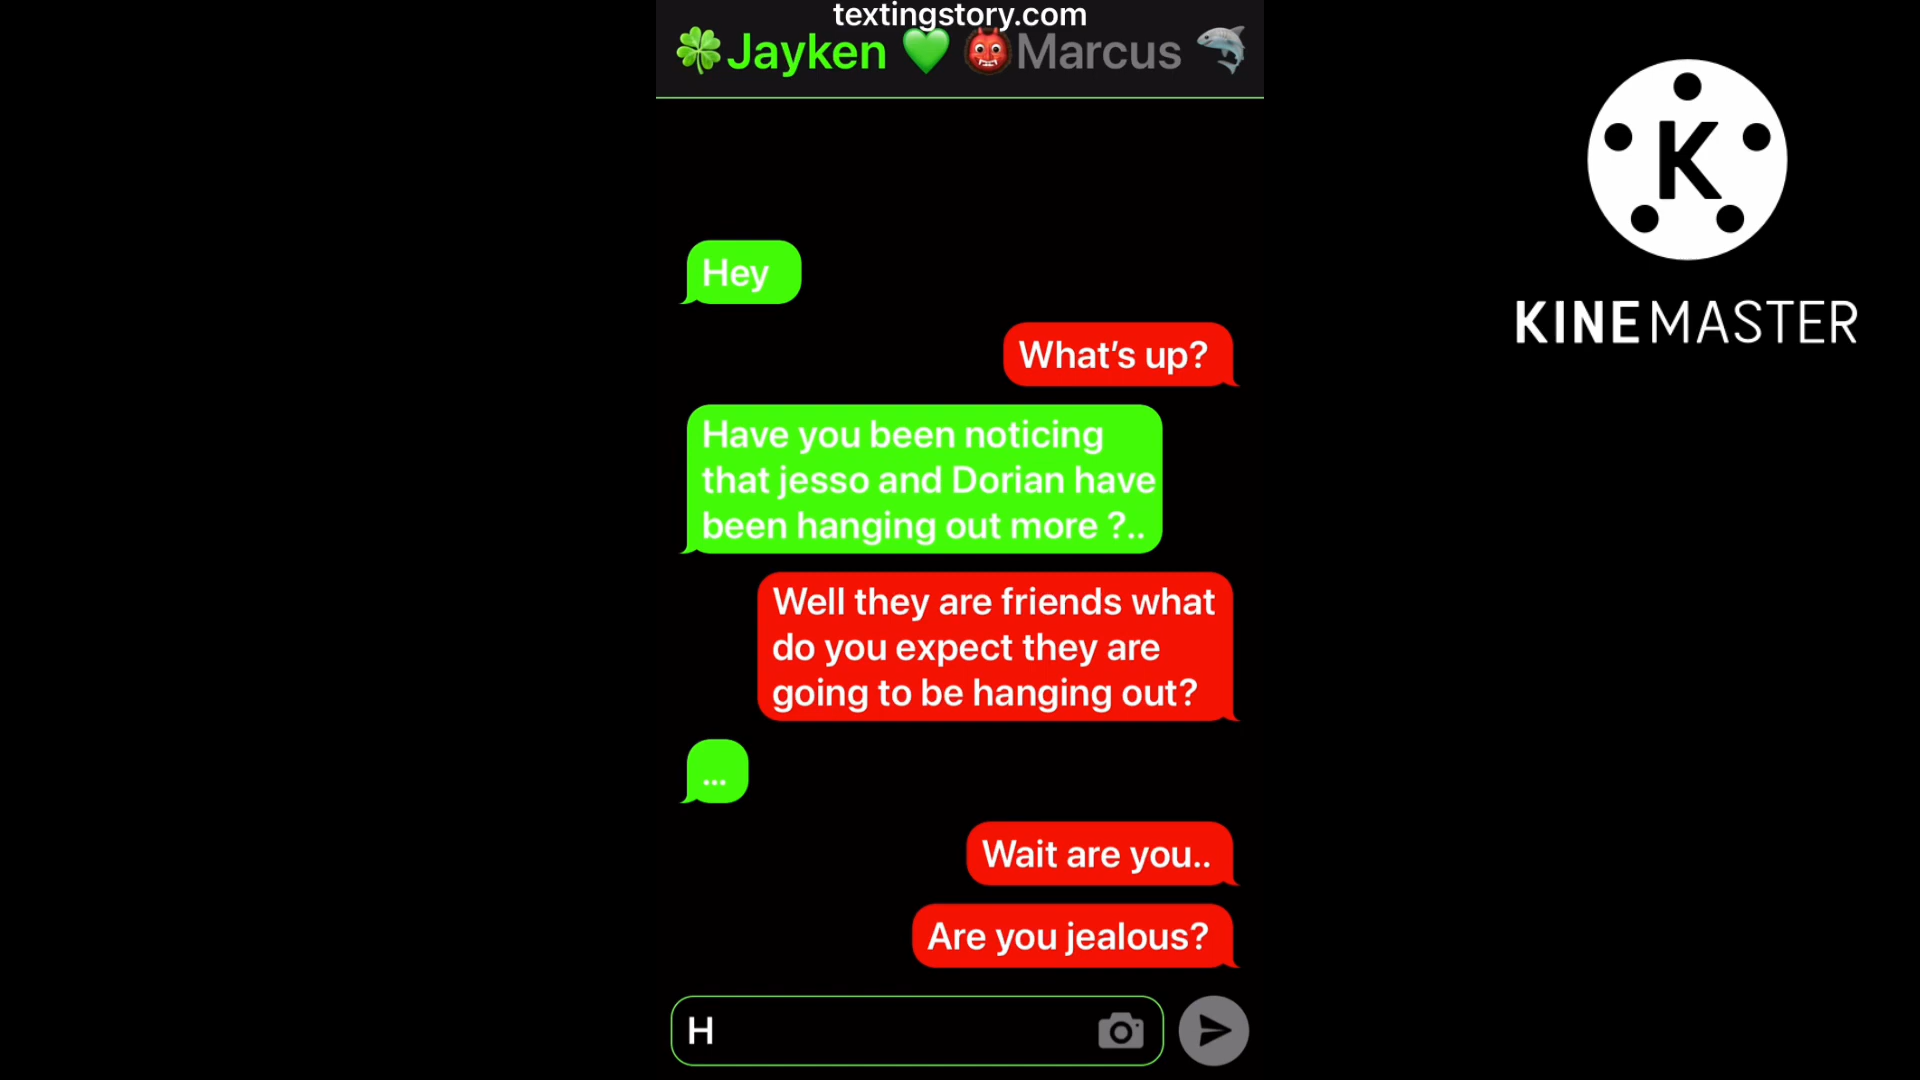 textingstory.com
🍀Jayken 💚 👹Marcus 🦈
K
KINEMASTER
Hey
What's up?
Have you been noticing
that jesso and Dorian have
been hanging out more ?..
Well they are friends what
do you expect they are
going to be hanging out?
...
Wait are you..
Are you jealous?
H